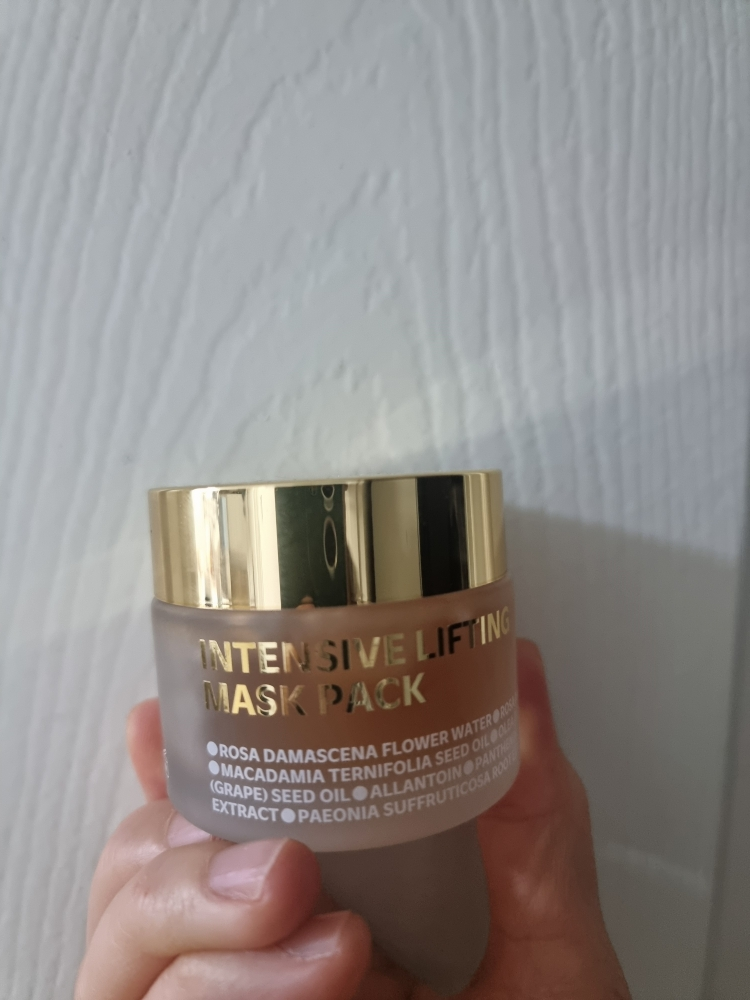 INTENSIVE LIFTING
MASK PACK
●ROSA DAMASCENA FLOWER WATER●
●MACADAMIA TERNIFOLIA SEED OIL●
(GRAPE) SEED OIL●ALLANTOIN●
EXTRACT●PAEONIA SUFFRUTICOSA ROOT